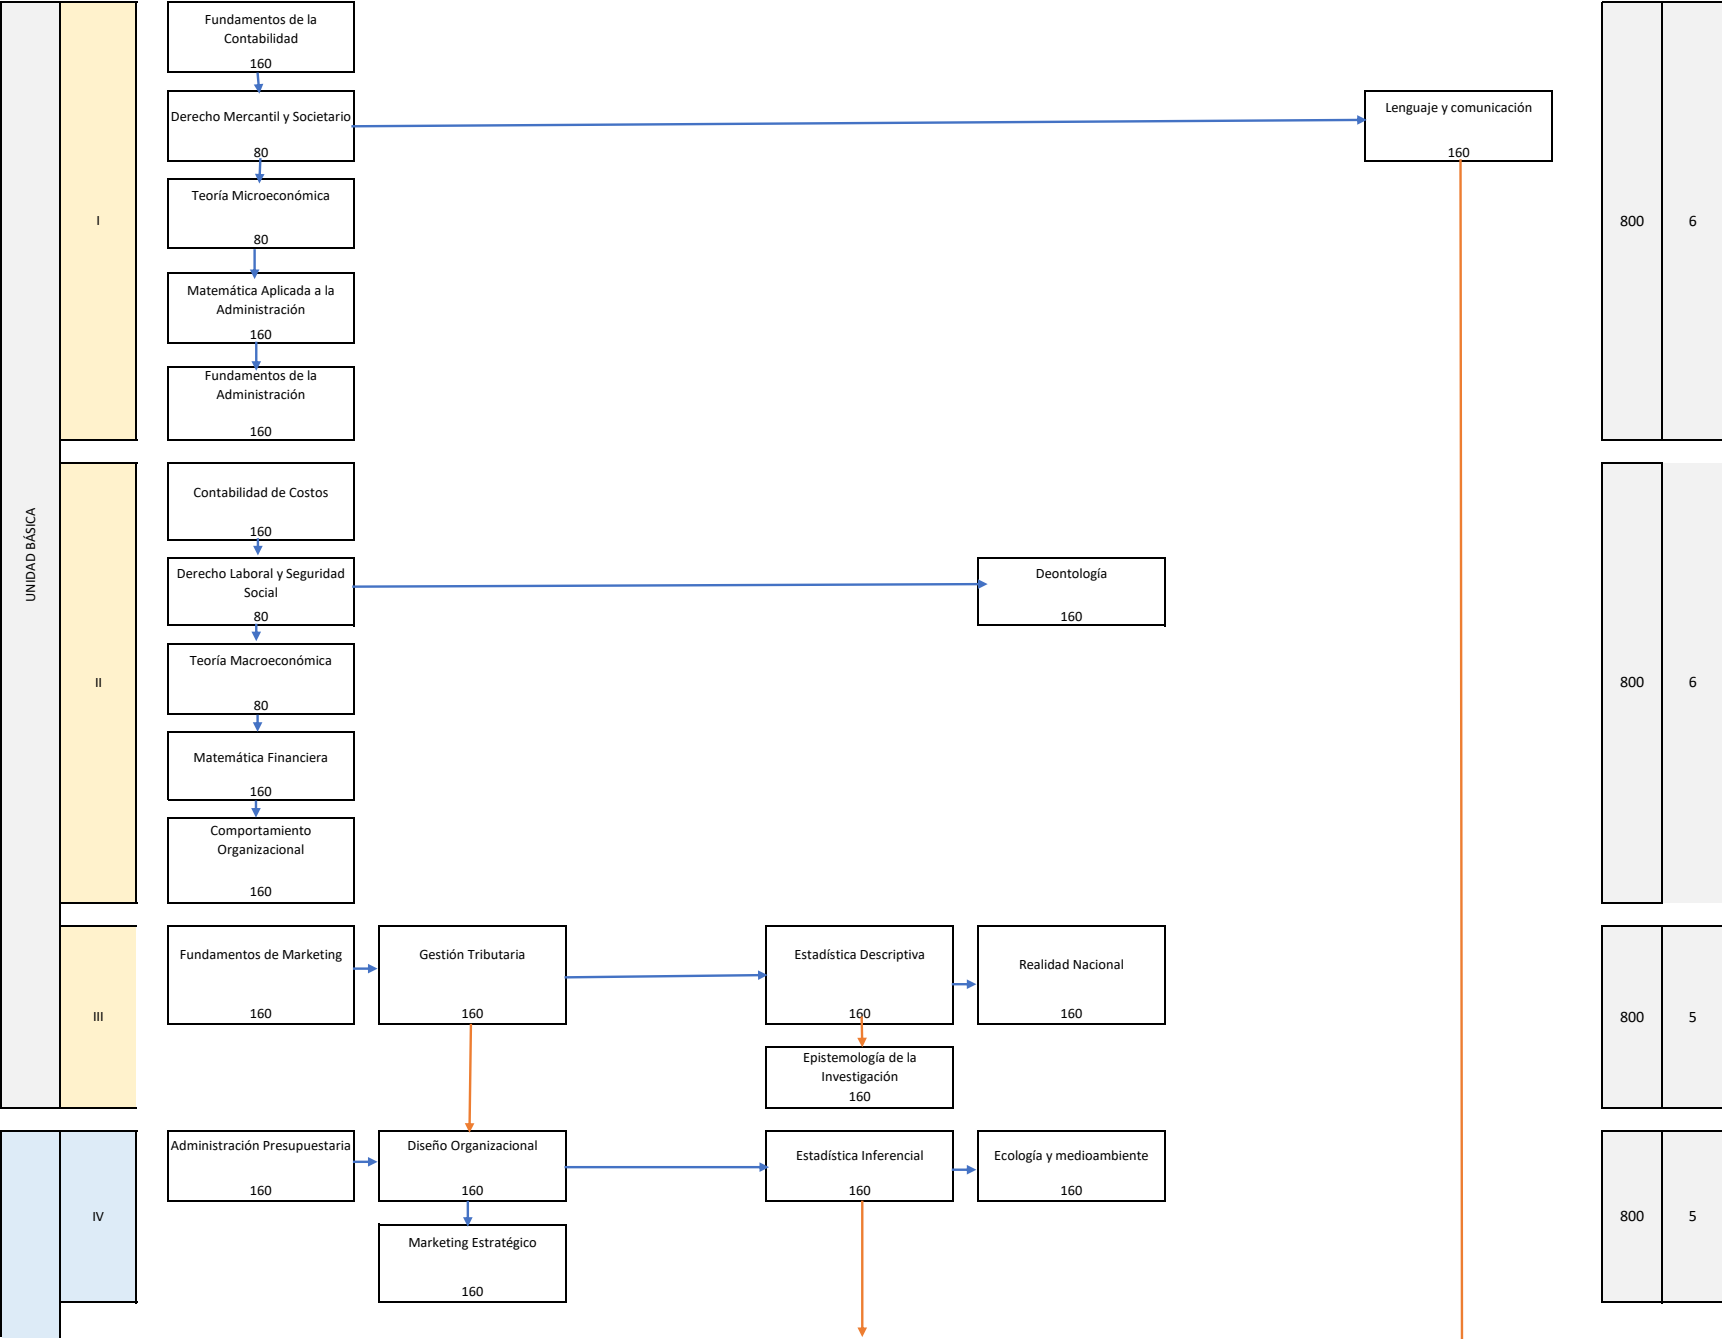 UNIDAD BÁSICA
I
Fundamentos de la
Contabilidad
160
Derecho Mercantil y Societario
80
Lenguaje y comunicación
160
Teoría Microeconómica
80
Matemática Aplicada a la
Administración
160
Fundamentos de la
Administración
160
800
6
II
Contabilidad de Costos
160
Derecho Laboral y Seguridad
Social
80
Deontología
160
Teoría Macroeconómica
80
Matemática Financiera
160
Comportamiento
Organizacional
160
800
6
III
Fundamentos de Marketing
160
Gestión Tributaria
160
Estadística Descriptiva
160
Realidad Nacional
160
Epistemología de la
Investigación
160
800
5
IV
Administración Presupuestaria
160
Diseño Organizacional
160
Estadística Inferencial
160
Ecología y medioambiente
160
Marketing Estratégico
160
800
5